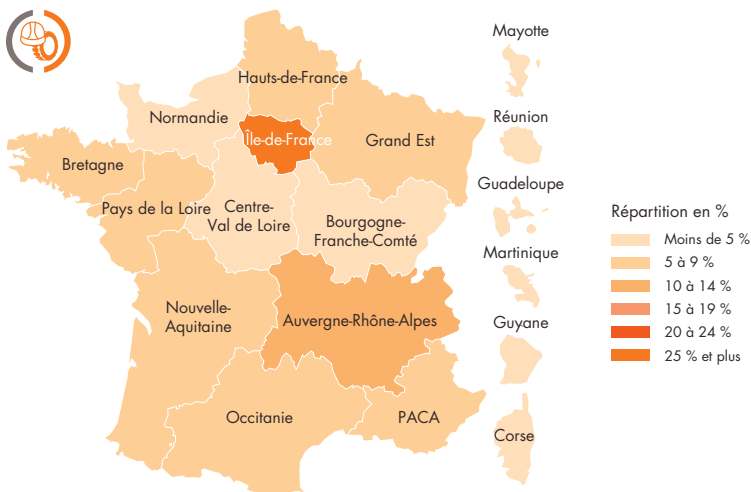 Mayotte
Hauts-de-France
Normandie
Île-de-France
Réunion
Grand Est
Bretagne
Guadeloupe
Pays de la Loire
Centre-
Val de Loire
Bourgogne-
Franche-Comté
Martinique
Nouvelle-
Aquitaine
Auvergne-Rhône-Alpes
Guyane
Occitanie
PACA
Corse
Répartition en %
Moins de 5 %
5 à 9 %
10 à 14 %
15 à 19 %
20 à 24 %
25 % et plus